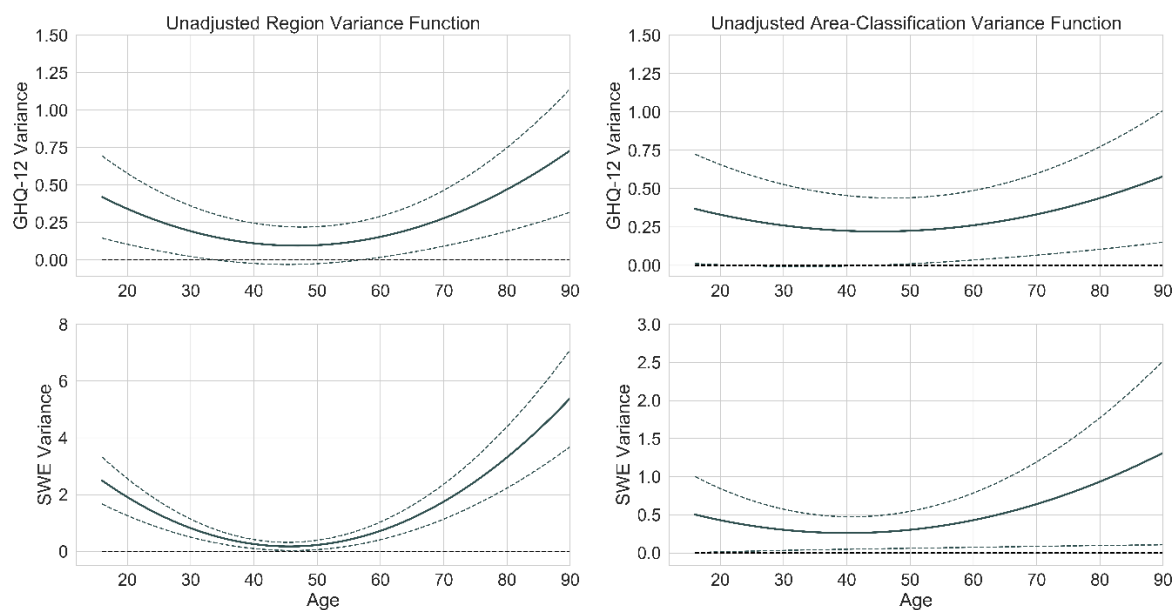 Unadjusted Region Variance Function
GHQ-12 Variance
1.50
1.25
1.00
0.75
0.50
0.25
0.00
20 30 40 50 60 70 80 90
Unadjusted Area-Classification Variance Function
GHQ-12 Variance
1.50
1.25
1.00
0.75
0.50
0.25
0.00
20 30 40 50 60 70 80 90
SWE Variance
8
6
4
2
0
20 30 40 50 60 70 80 90
Age
SWE Variance
3.0
2.5
2.0
1.5
1.0
0.5
0.0
20 30 40 50 60 70 80 90
Age